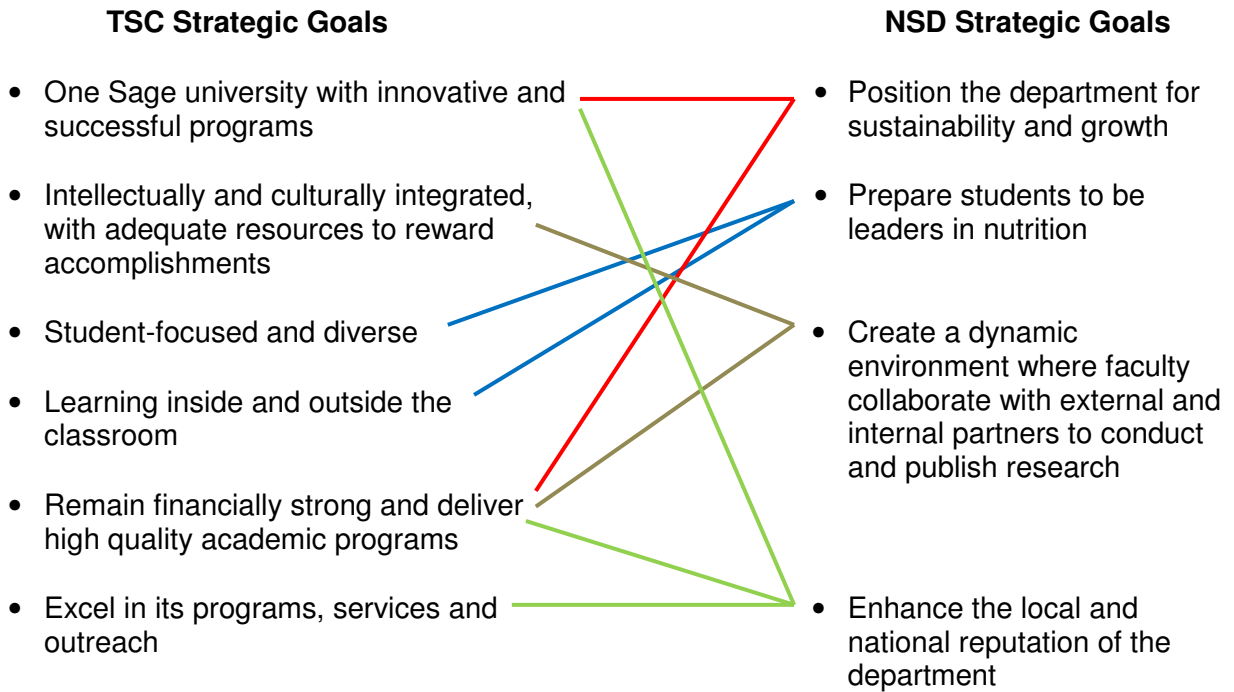 TSC Strategic Goals
• One Sage university with innovative and
successful programs
• Intellectually and culturally integrated,
with adequate resources to reward
accomplishments
• Student-focused and diverse
• Learning inside and outside the
classroom
• Remain financially strong and deliver
high quality academic programs
• Excel in its programs, services and
outreach
NSD Strategic Goals
• Position the department for
sustainability and growth
• Prepare students to be
leaders in nutrition
• Create a dynamic
environment where faculty
collaborate with external and
internal partners to conduct
and publish research
• Enhance the local and
national reputation of the
department